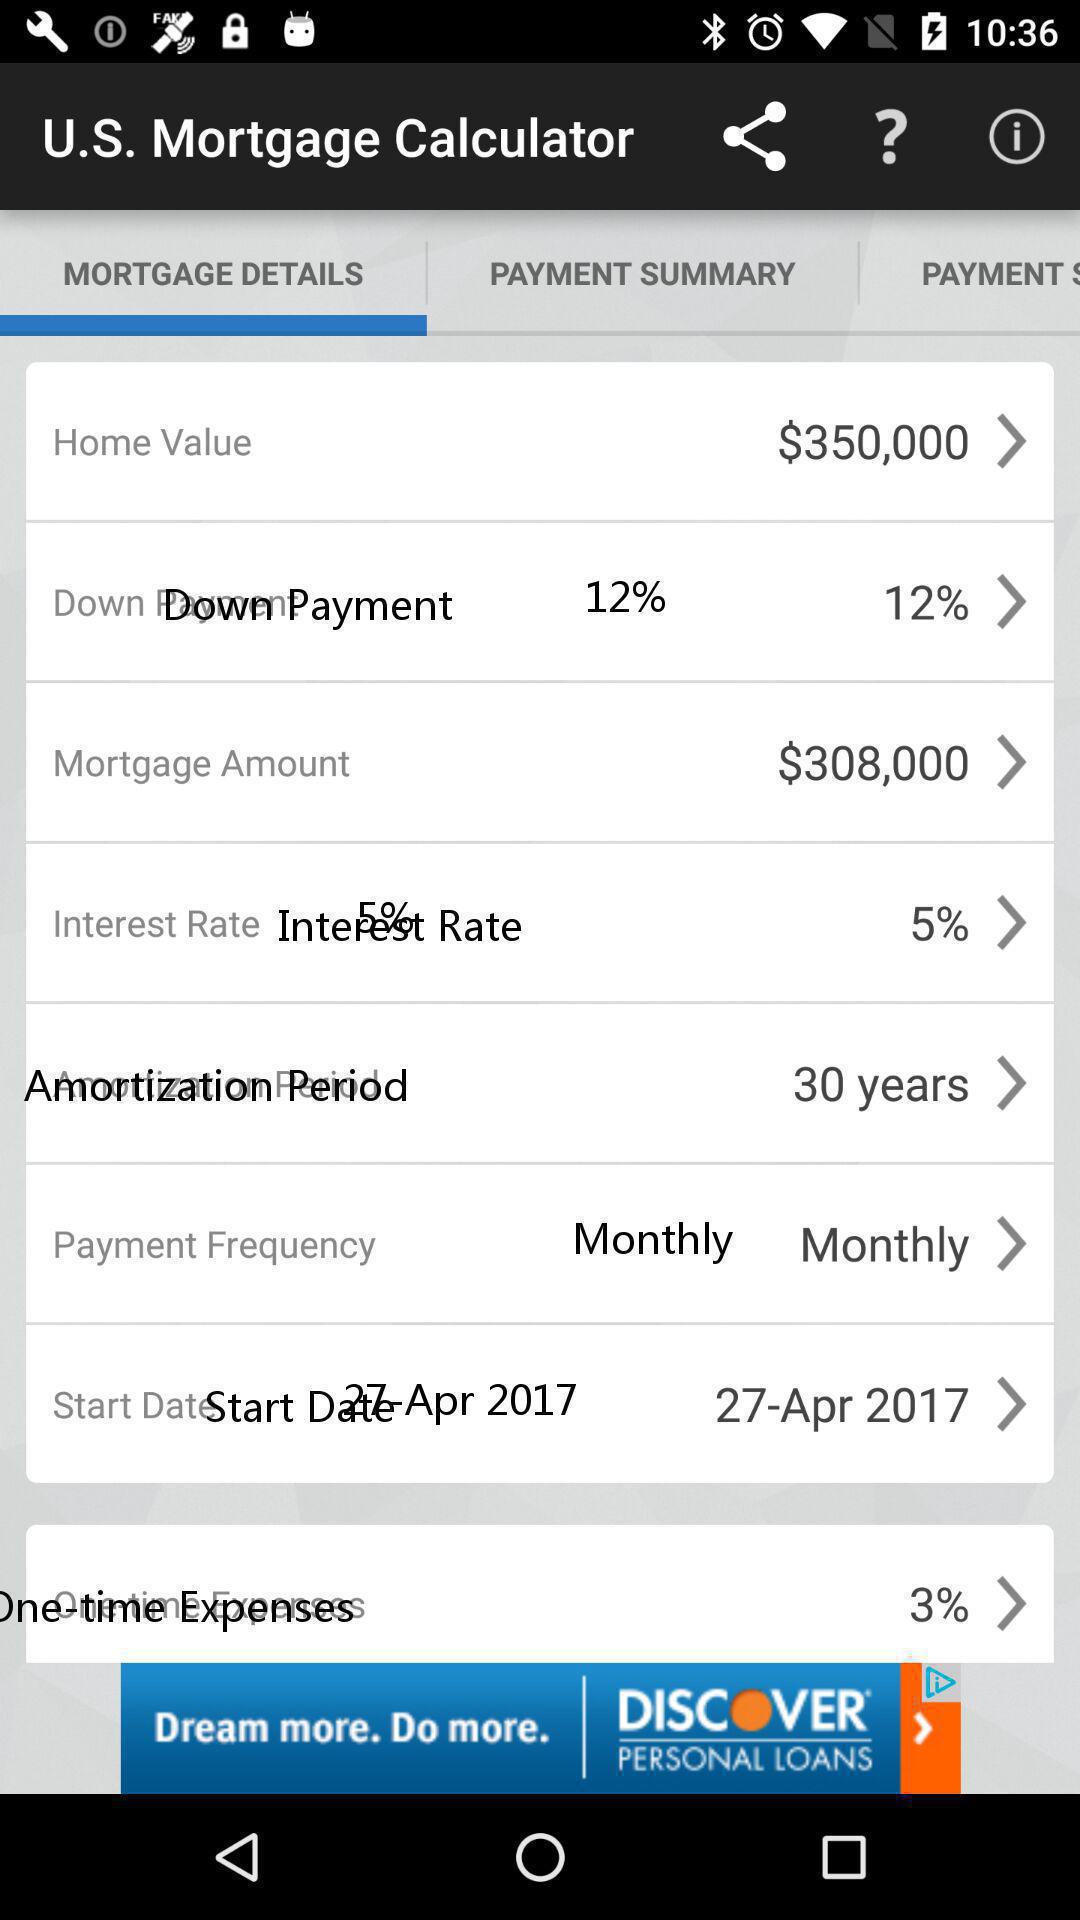 FAKE
10:36
U.S. Mortgage Calculator
MORTGAGE DETAILS PAYMENT SUMMARY PAYMENT S
Home Value $350,000
Down Payment Down Payment 12% 12%
Mortgage Amount $308,000
Interest Rate Interest Rate 5% 5%
Amortization Period Amortization Period 30 years
Payment Frequency Monthly Monthly
Start Date Start Date 27-Apr 2017 27-Apr 2017
One-time Expenses One-time Expenses 3%
Dream more. Do more. DISCOVER
PERSONAL LOANS